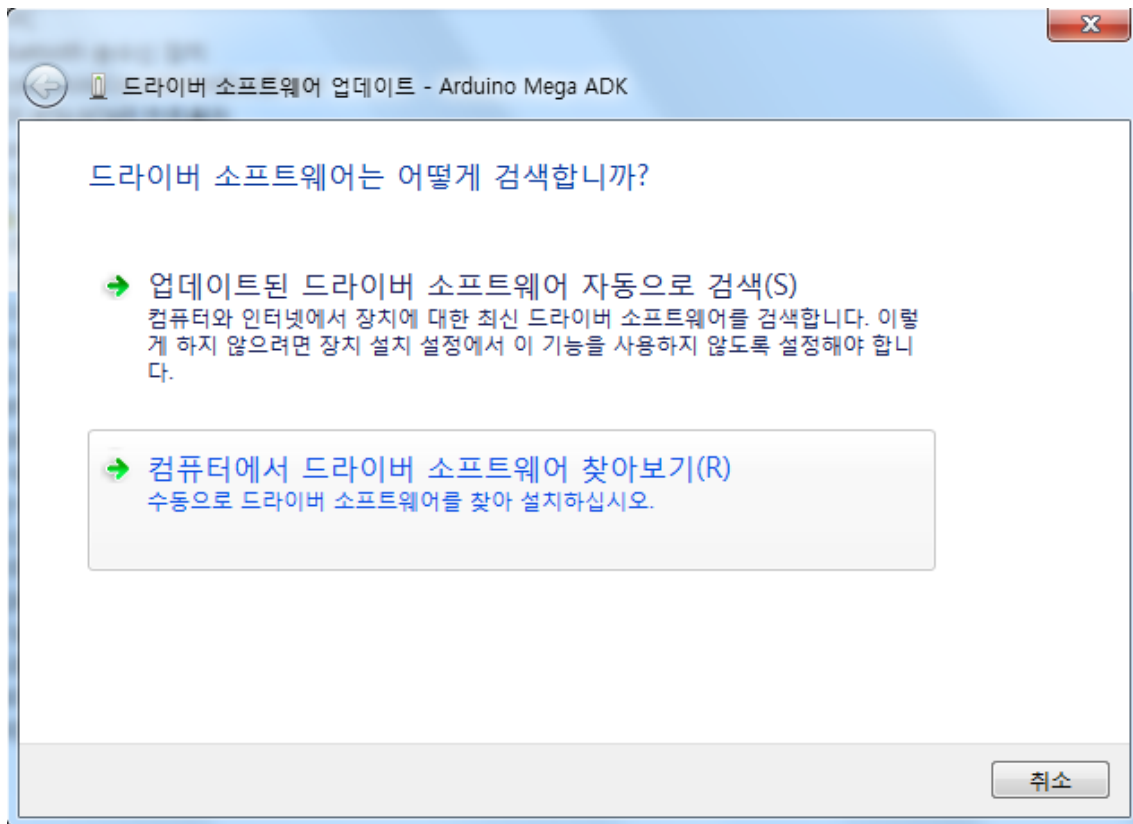 드라이버 소프트웨어 업데이트 - Arduino Mega ADK
드라이버 소프트웨어는 어떻게 검색합니까?
업데이트된 드라이버 소프트웨어 자동으로 검색(S)
컴퓨터와 인터넷에서 장치에 대한 최신 드라이버 소프트웨어를 검색합니다. 이렇
게 하지 않으려면 장치 설치 설정에서 이 기능을 사용하지 않도록 설정해야 합니
다.
컴퓨터에서 드라이버 소프트웨어 찾아보기(R)
수동으로 드라이버 소프트웨어를 찾아 설치하십시오.
취소